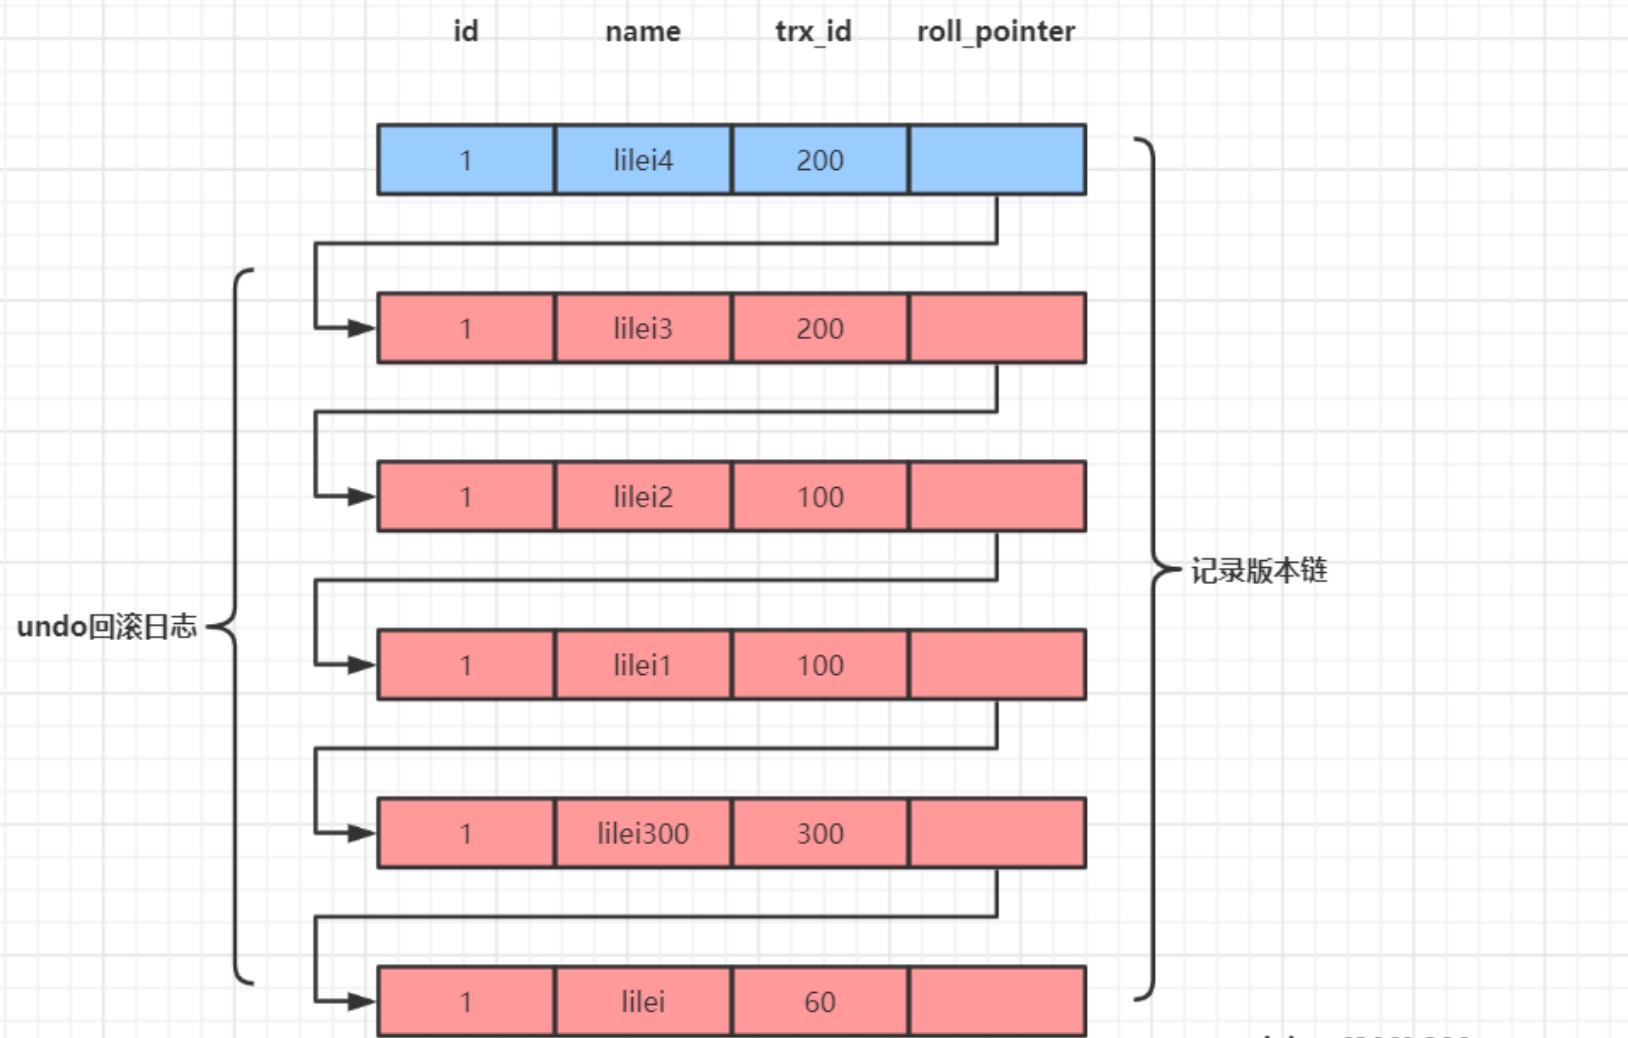 id name trx_id roll_pointer
1 lilei4 200
1 lilei3 200
1 lilei2 100
记录版本链
undo回滚日志
1 lilei1 100
1 lilei300 300
1 lilei 60